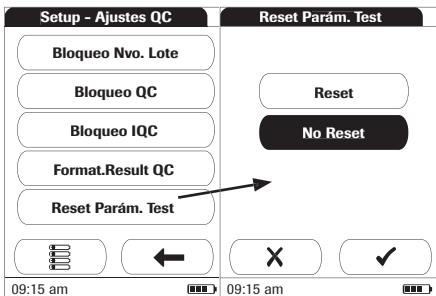 Setup - Ajustes QC
Bloqueo Nvo. Lote
Bloqueo QC
Bloqueo IQC
Format.Result QC
Reset Parám. Test
09:15 am
Reset Parám. Test
Reset
No Reset
09:15 am